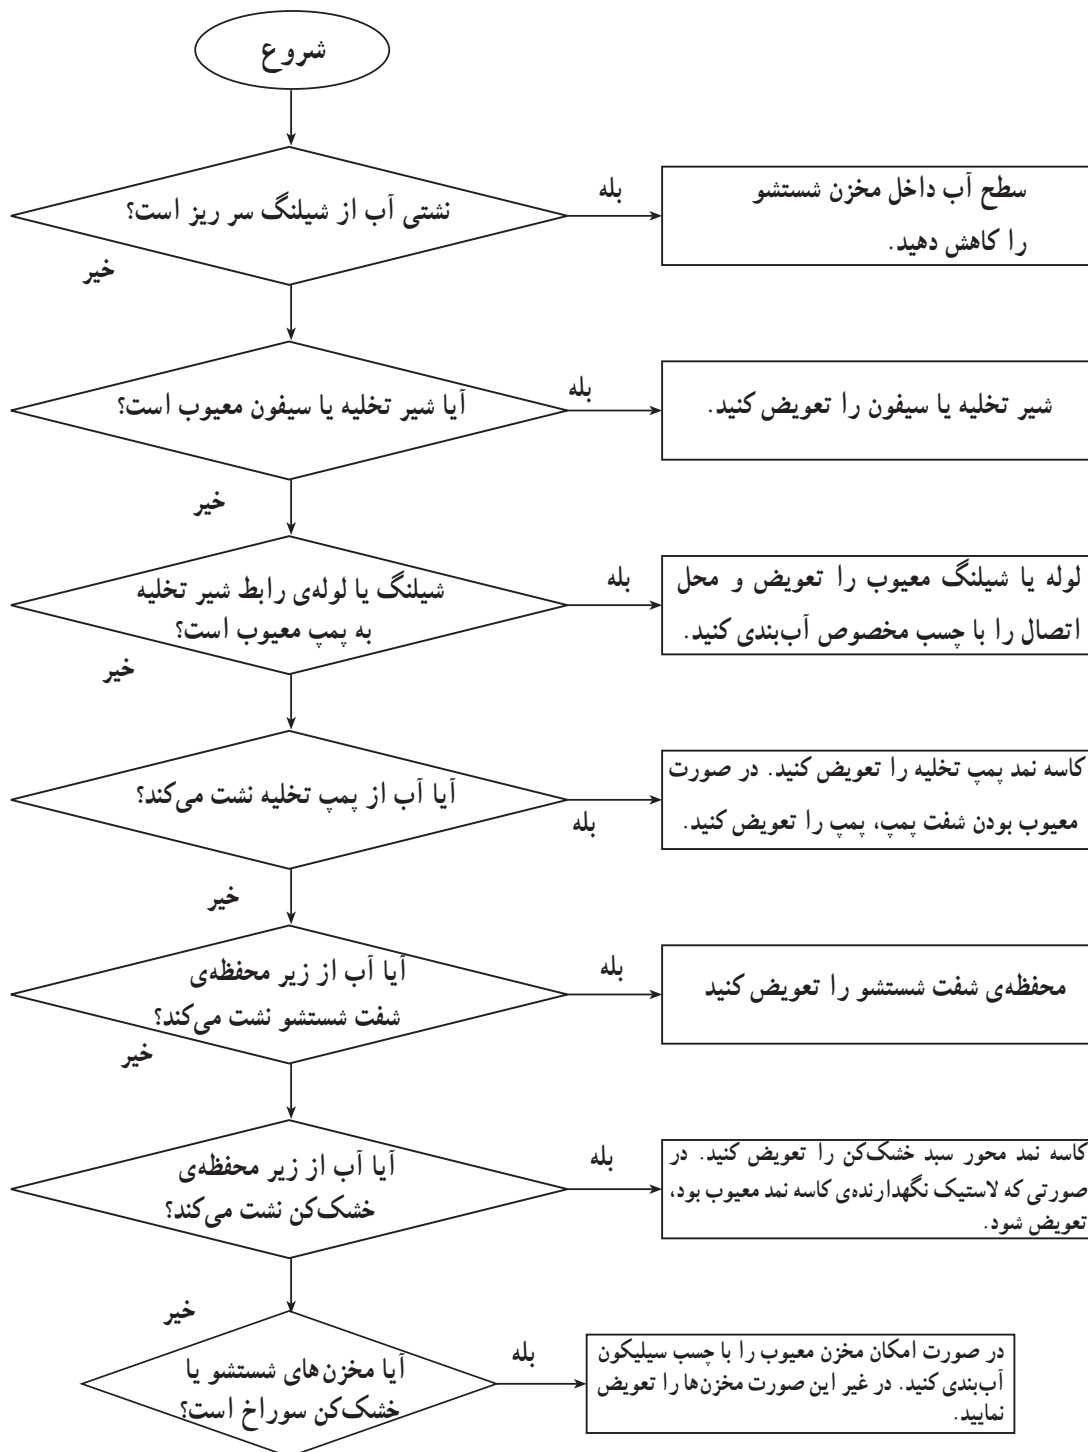 شروع
نشتی آب از شیلنگ سر ریز است؟
بله
سطح آب داخل مخزن شستشو
را کاهش دهید.
خیر
آیا شیر تخلیه یا سیفون معیوب است؟
بله
شیر تخلیه یا سیفون را تعویض کنید.
خیر
شیلنگ یا لوله‌ی رابط شیر تخلیه
به پمپ معیوب است؟
بله
لوله یا شیلنگ معیوب را تعویض و محل
اتصال را با چسب مخصوص آب‌بندی کنید.
خیر
آیا آب از پمپ تخلیه نشت می‌کند؟
بله
کاسه نمد پمپ تخلیه را تعویض کنید. در صورت
معیوب بودن شفت پمپ، پمپ را تعویض کنید.
خیر
آیا آب از زیر محفظه‌ی
شفت شستشو نشت می‌کند؟
بله
محفظه‌ی شفت شستشو را تعویض کنید
خیر
آیا آب از زیر محفظه‌ی
خشک‌کن نشت می‌کند؟
بله
کاسه نمد محور سبد خشک‌کن را تعویض کنید. در
صورتی که لاستیک نگهدارنده‌ی کاسه نمد معیوب بود،
تعویض شود.
خیر
آیا مخزن‌های شستشو یا
خشک‌کن سوراخ است؟
بله
در صورت امکان مخزن معیوب را با چسب سیلیکون
آب‌بندی کنید. در غیر این صورت مخزن‌ها را تعویض
نمایید.